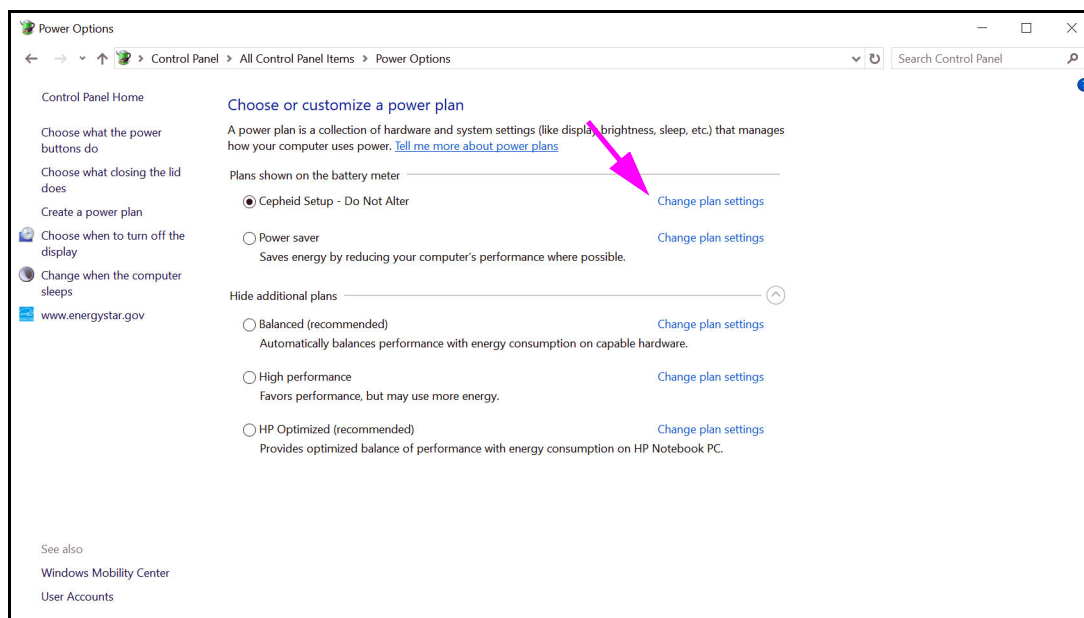 Power Options
Control Panel > All Control Panel Items > Power Options
Search Control Panel
Control Panel Home
Choose what the power
buttons do
Choose what closing the lid
does
Create a power plan
Choose when to turn off the
display
Change when the computer
sleeps
www.energystar.gov
Choose or customize a power plan
A power plan is a collection of hardware and system settings (like display brightness, sleep, etc.) that manages
how your computer uses power. Tell me more about power plans
Plans shown on the battery meter
Cepheid Setup - Do Not Alter Change plan settings
Power saver Change plan settings
Saves energy by reducing your computer's performance where possible.
Hide additional plans
Balanced (recommended) Change plan settings
Automatically balances performance with energy consumption on capable hardware.
High performance Change plan settings
Favors performance, but may use more energy.
HP Optimized (recommended) Change plan settings
Provides optimized balance of performance with energy consumption on HP Notebook PC.
See also
Windows Mobility Center
User Accounts